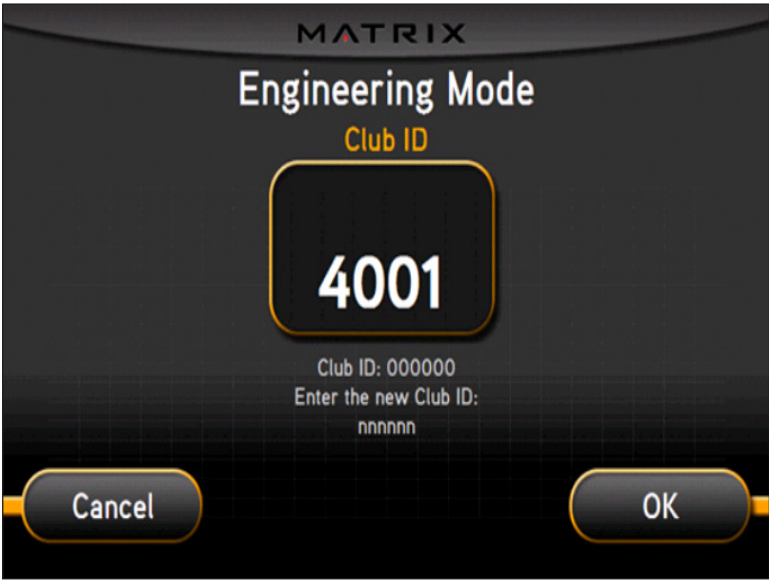 MATRIX
Engineering Mode
Club ID
4001
Club ID: 000000
Enter the new Club ID:
nnnnnn
Cancel
OK